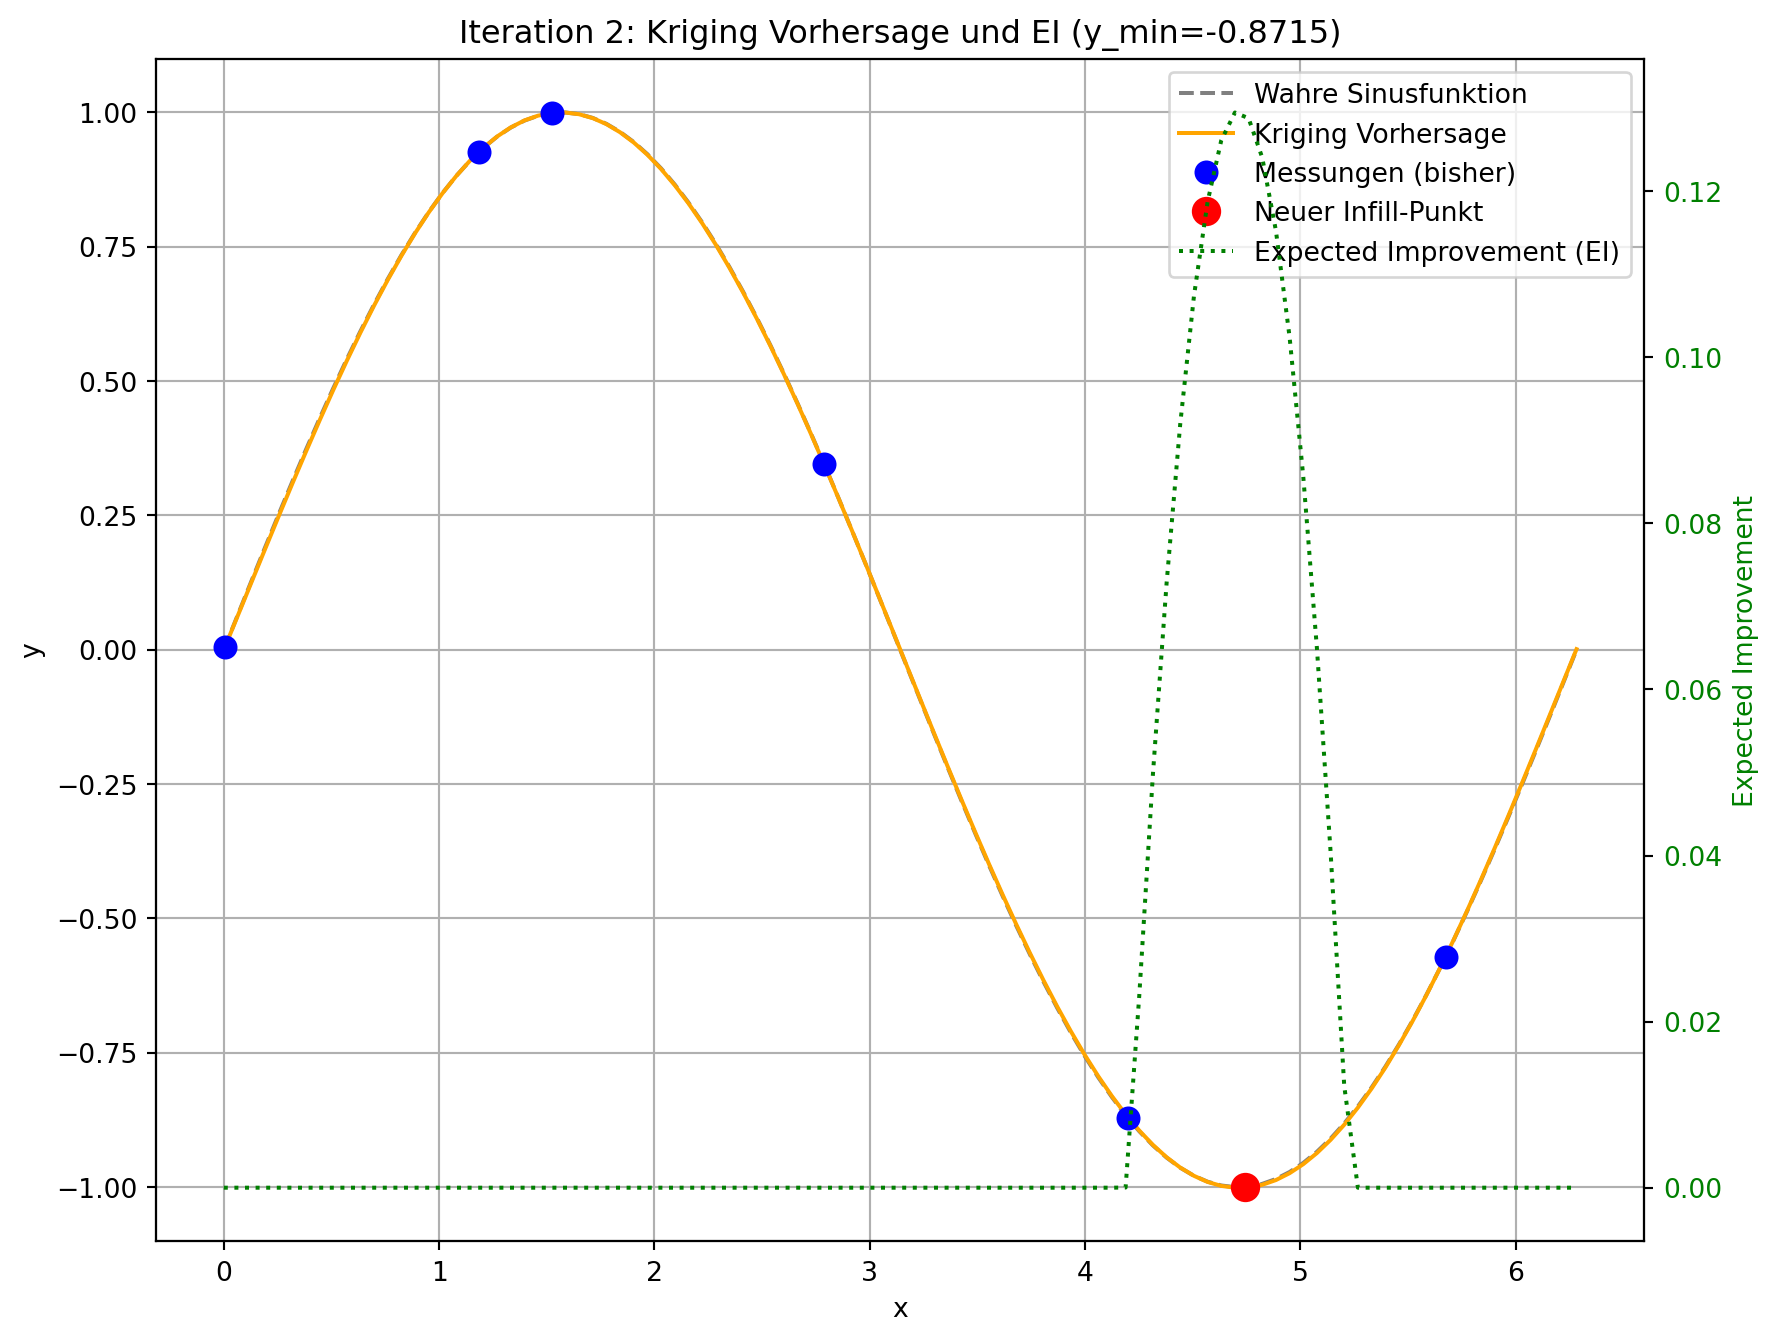 Iteration 2: Kriging Vorhersage und EI (y_min=-0.8715)
Wahre Sinusfunktion
Kriging Vorhersage
Messungen (bisher)
Neuer Infill-Punkt
Expected Improvement (EI)
1.00
0.75
0.50
0.25
0.00
−0.25
−0.50
−0.75
−1.00
y
0.12
0.10
0.08
0.06
0.04
0.02
0.00
Expected Improvement
0 1 2 3 4 5 6
x